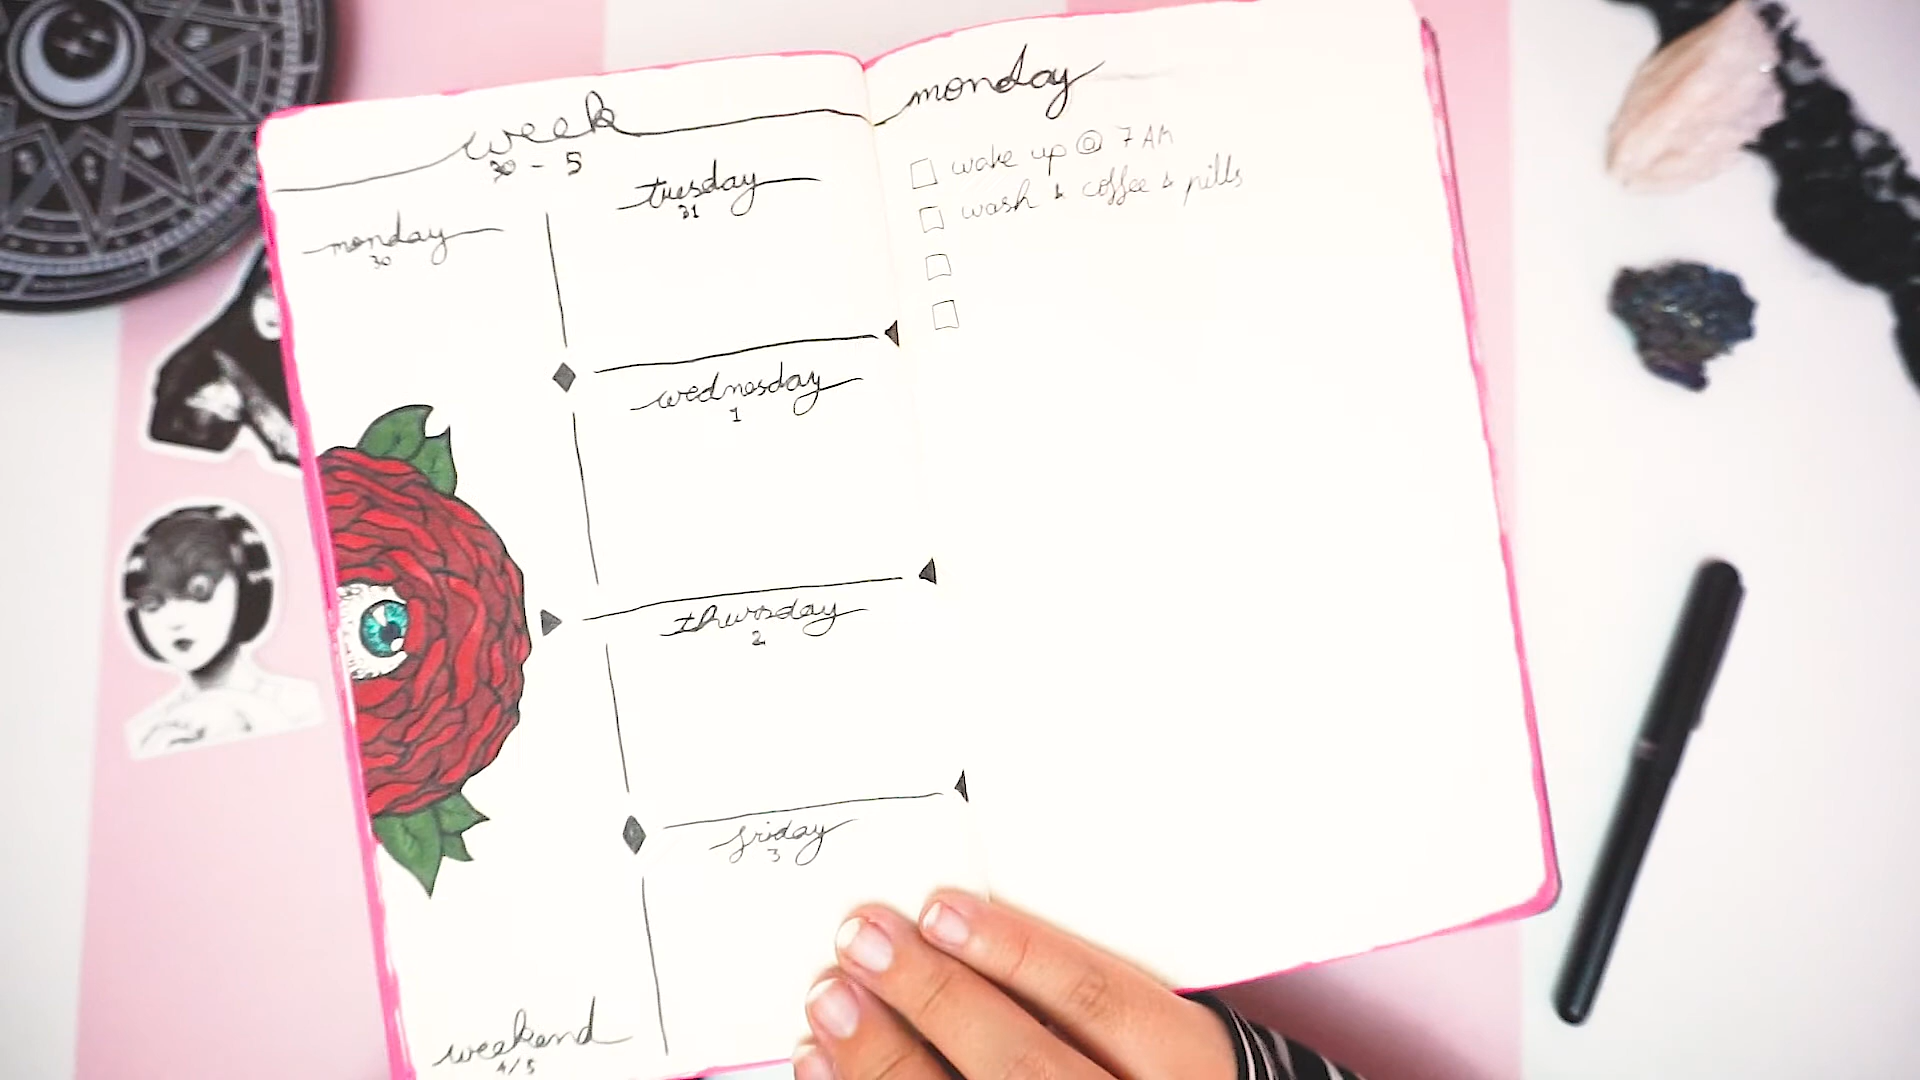 week
30 - 5
monday
30
tuesday
31
wednesday
1
thursday
2
friday
3
weekend
4/5
monday
wake up @ 7 AM
wash & coffee & pills